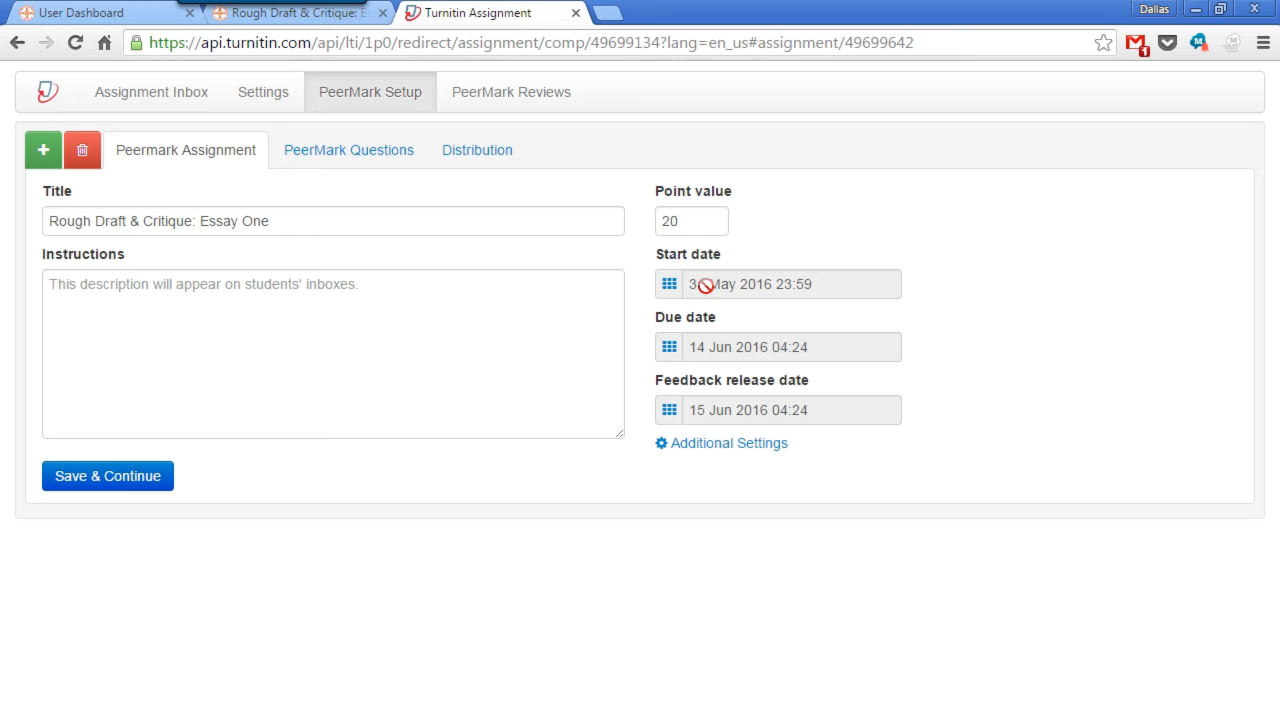 User Dashboard
Rough Draft & Critique: E
Turnitin Assignment
Dallas
https://api.turnitin.com/api/lti/1p0/redirect/assignment/comp/49699134?lang=en_us#assignment/49699642
1
Assignment Inbox
Settings
PeerMark Setup
PeerMark Reviews
Peermark Assignment
PeerMark Questions
Distribution
Title
Rough Draft & Critique: Essay One
Instructions
This description will appear on students' inboxes.
Save & Continue
Point value
20
Start date
May 2016 23:59
Due date
14 Jun 2016 04:24
Feedback release date
15 Jun 2016 04:24
Additional Settings